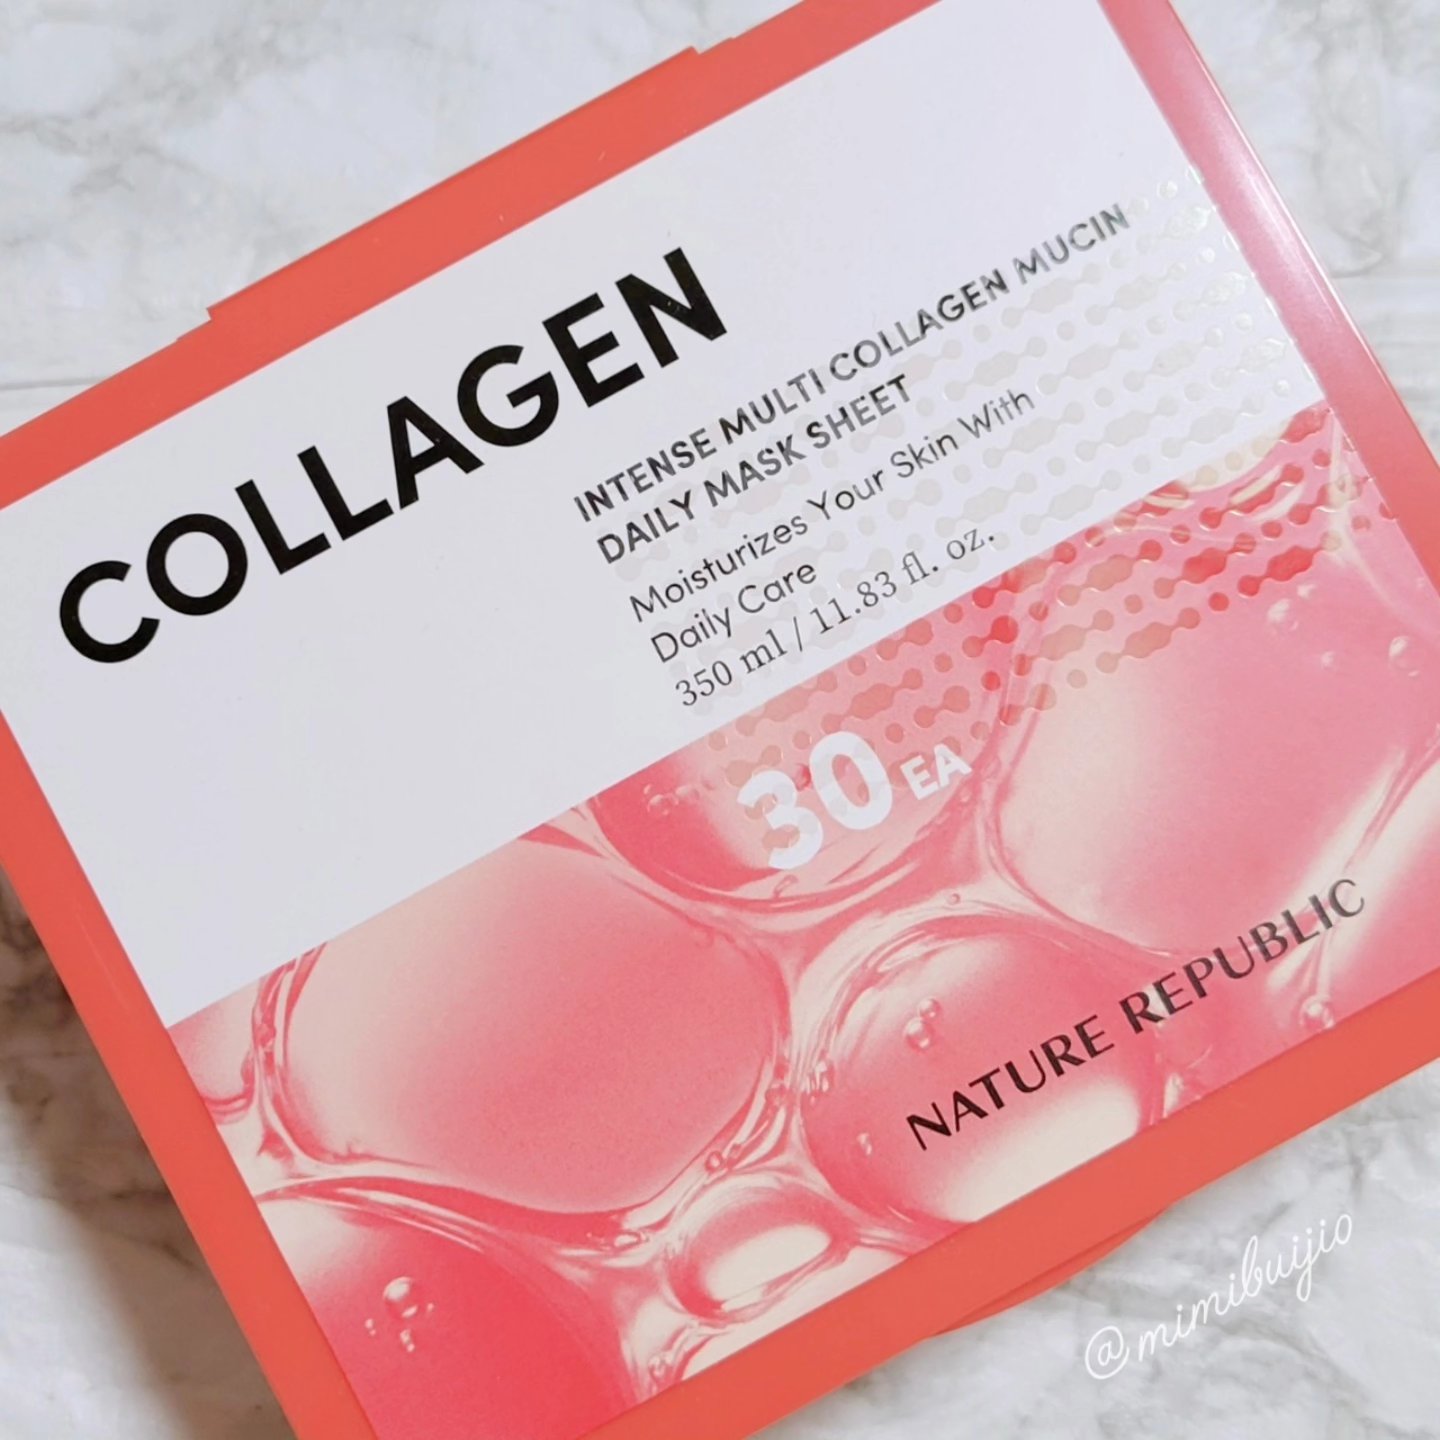 COLLAGEN
INTENSE MULTI COLLAGEN MUCIN
DAILY MASK SHEET
Moisturizes Your Skin With
Daily Care
350 ml / 11.83 fl. oz.
30 EA
NATURE REPUBLIC
@mimibuijio